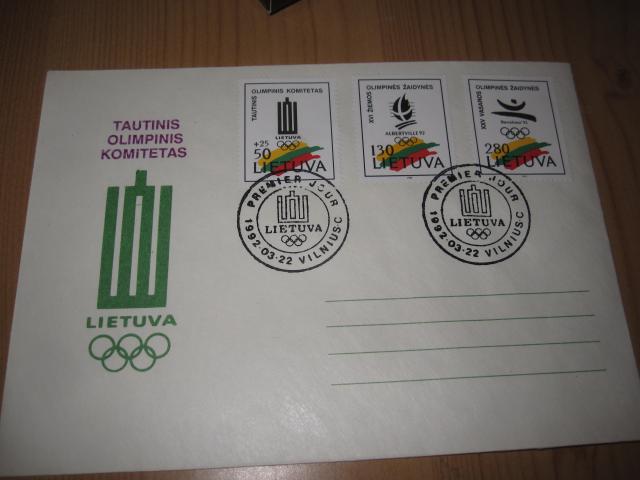 TAUTINIS
OLIMPINIS
KOMITETAS
LIETUVA
TAUTINIS
OLIMPINIS KOMITETAS
LIETUVA
+25
50
LIETUVA
XVI ŽIEMOS
OLIMPINĖS ŽAIDYNĖS
ALBERTVILLE 92
130
LIETUVA
XXV VASAROS
OLIMPINĖS ŽAIDYNĖS
Barcelona'92
280
LIETUVA
PREMIER JOUR
LIETUVA
1992-03-22 VILNIUS C
PREMIER JOUR
LIETUVA
1992-03-22 VILNIUS C